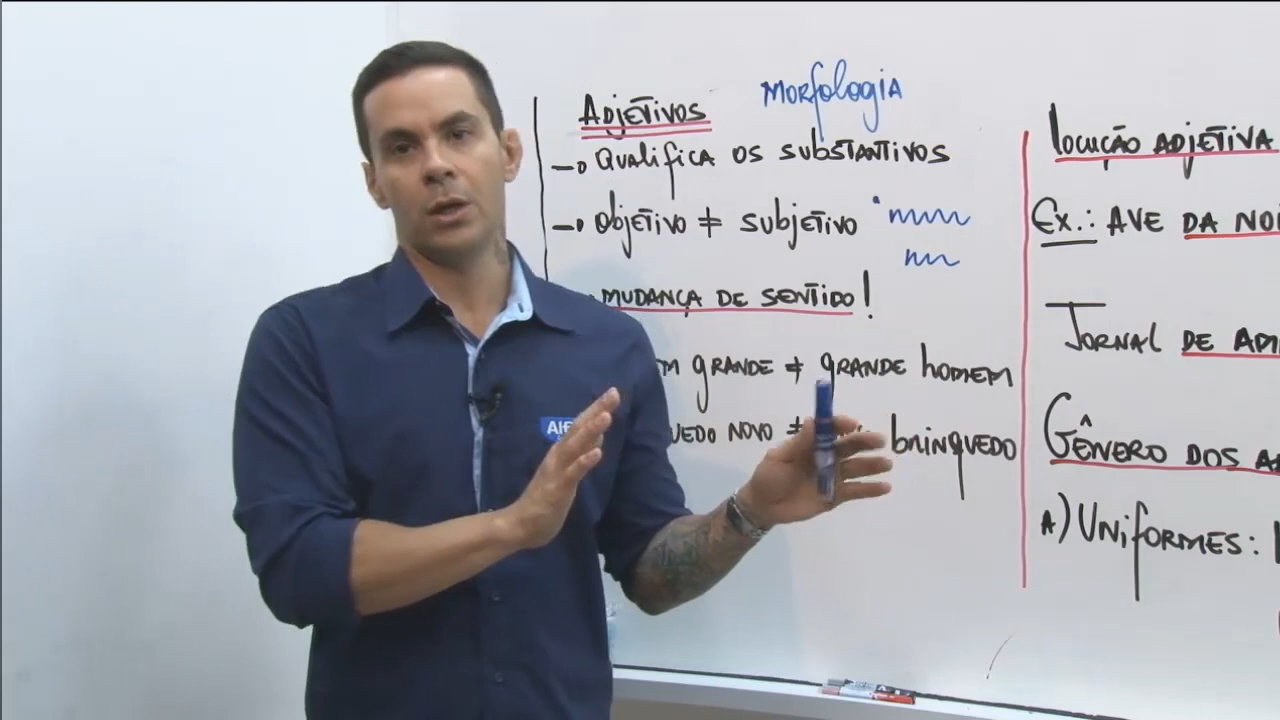 Adjetivos
Morfologia
Qualifica os substantivos
objetivo ≠ subjetivo
mudança de sentido!
grande ≠ grande homem
novo ≠ brinquedo
Locução adjetiva
Ex.: Ave da
Jornal de
Gênero dos
A) Uniformes: